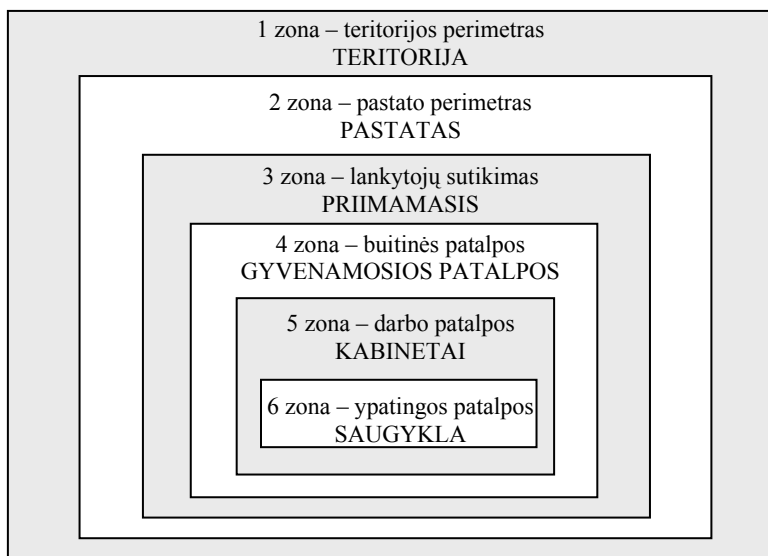 1 zona – teritorijos perimetras
TERITORIJA
2 zona – pastato perimetras
PASTATAS
3 zona – lankytojų sutikimas
PRIIMAMASIS
4 zona – buitinės patalpos
GYVENAMOSIOS PATALPOS
5 zona – darbo patalpos
KABINETAI
6 zona – ypatingos patalpos
SAUGYKLA